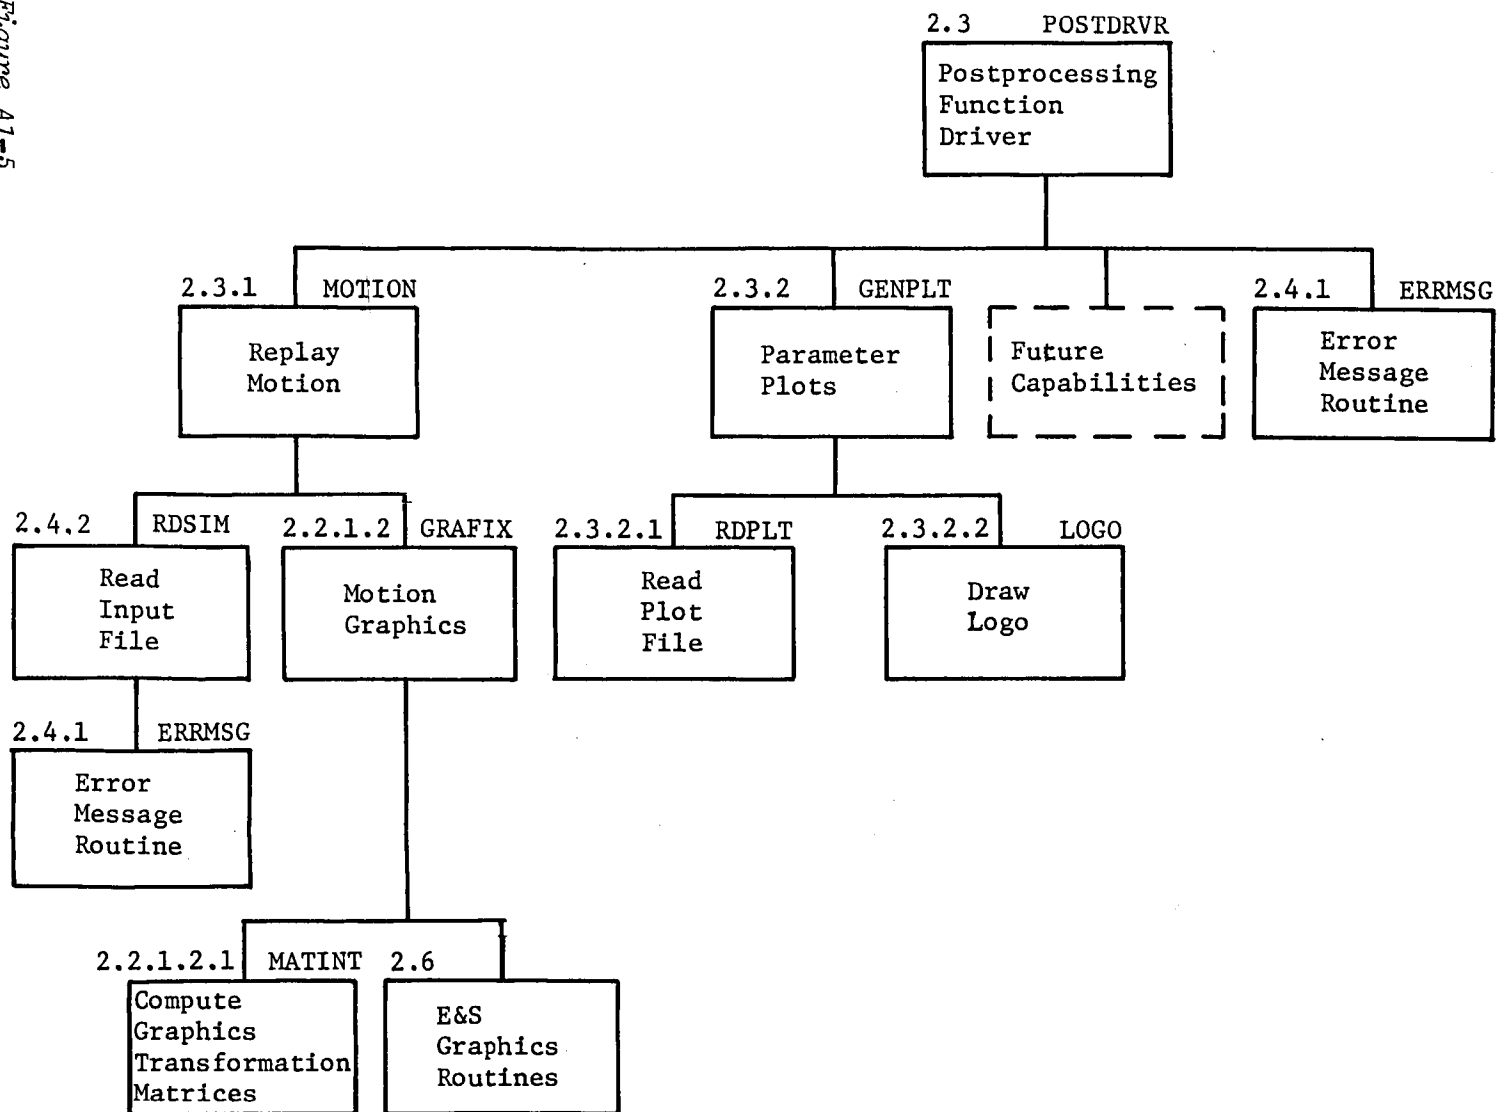 Figure A1-5
2.3 POSTDRVR
Postprocessing
Function
Driver
2.3.1 MOTION
Replay
Motion
2.3.2 GENPLT
Parameter
Plots
Future
Capabilities
2.4.1 ERRMSG
Error
Message
Routine
2.4.2 RDSIM
Read
Input
File
2.2.1.2 GRAFIX
Motion
Graphics
2.3.2.1 RDPLT
Read
Plot
File
2.3.2.2 LOGO
Draw
Logo
2.4.1 ERRMSG
Error
Message
Routine
2.2.1.2.1 MATINT
Compute
Graphics
Transformation
Matrices
2.6
E&S
Graphics
Routines